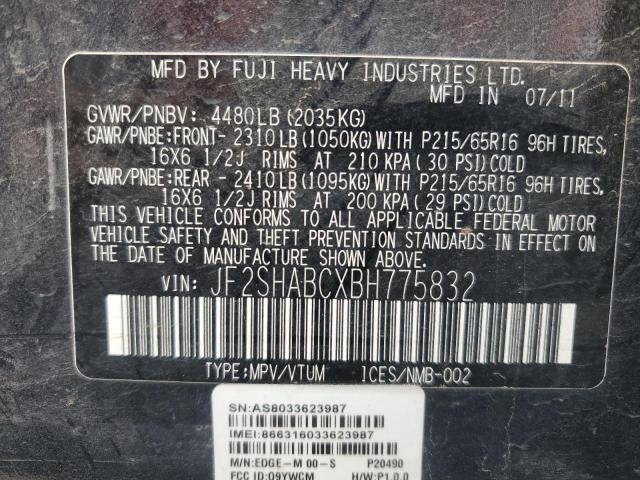 MFD BY FUJI HEAVY INDUSTRIES LTD.
MFD IN 07/11
GVWR/PNBV: 4480LB (2035KG)
GAWR/PNBE:FRONT- 2310LB (1050KG) WITH P215/65R16 96H TIRES,
16X6 1/2J RIMS AT 210 KPA (30 PSI) COLD
GAWR/PNBE:REAR - 2410LB (1095KG) WITH P215/65R16 96H TIRES,
16X6 1/2J RIMS AT 200 KPA (29 PSI) COLD
THIS VEHICLE CONFORMS TO ALL APPLICABLE FEDERAL MOTOR
VEHICLE SAFETY AND THEFT PREVENTION STANDARDS IN EFFECT ON
THE DATE OF MANUFACTURE SHOWN ABOVE.
VIN: JF2SHABCXBH775832
TYPE:MPV/VTUM ICES/NMB-002
SN:AS8033623987
IMEI:866316033623987
M/N:EDGE-M 00-S P20490
FCC ID:O9YWCM H/W:P1.0.0